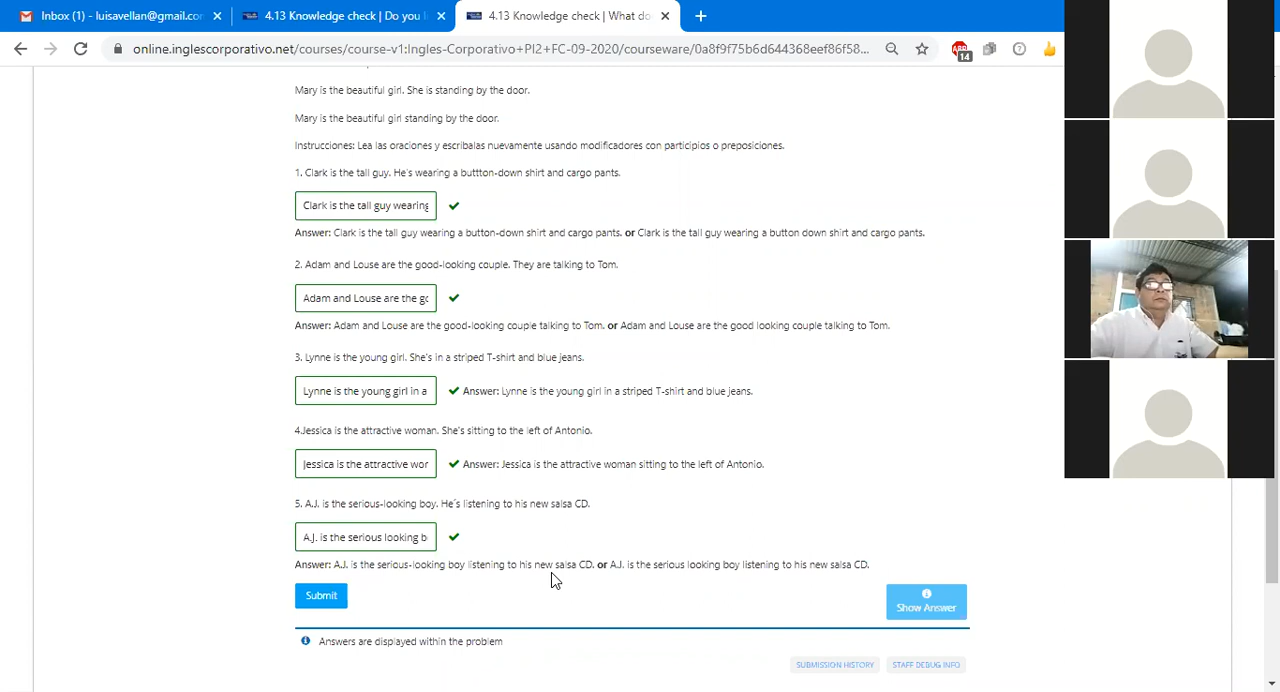 Inbox (1) - luisavellan@gmail.co
4.13 Knowledge check | Do you l
4.13 Knowledge check | What do
online.inglescorporativo.net/courses/course-v1:Ingles-Corporativo+PI2+FC-09-2020/courseware/0a8f9f75b6d644368eef86f58...
14
Mary is the beautiful girl. She is standing by the door.
Mary is the beautiful girl standing by the door.
Instrucciones: Lea las oraciones y escríbalas nuevamente usando modificadores con participios o preposiciones.
1. Clark is the tall guy. He's wearing a buttton-down shirt and cargo pants.
Clark is the tall guy wearing
Answer: Clark is the tall guy wearing a button-down shirt and cargo pants. or Clark is the tall guy wearing a button down shirt and cargo pants.
2. Adam and Louse are the good-looking couple. They are talking to Tom.
Adam and Louse are the gc
Answer: Adam and Louse are the good-looking couple talking to Tom. or Adam and Louse are the good looking couple talking to Tom.
3. Lynne is the young girl. She's in a striped T-shirt and blue jeans.
Lynne is the young girl in a
Answer: Lynne is the young girl in a striped T-shirt and blue jeans.
4.Jessica is the attractive woman. She's sitting to the left of Antonio.
Jessica is the attractive wor
Answer: Jessica is the attractive woman sitting to the left of Antonio.
5. A.J. is the serious-looking boy. He´s listening to his new salsa CD.
A.J. is the serious looking b
Answer: A.J. is the serious-looking boy listening to his new salsa CD. or A.J. is the serious looking boy listening to his new salsa CD.
Submit
Show Answer
Answers are displayed within the problem
SUBMISSION HISTORY
STAFF DEBUG INFO